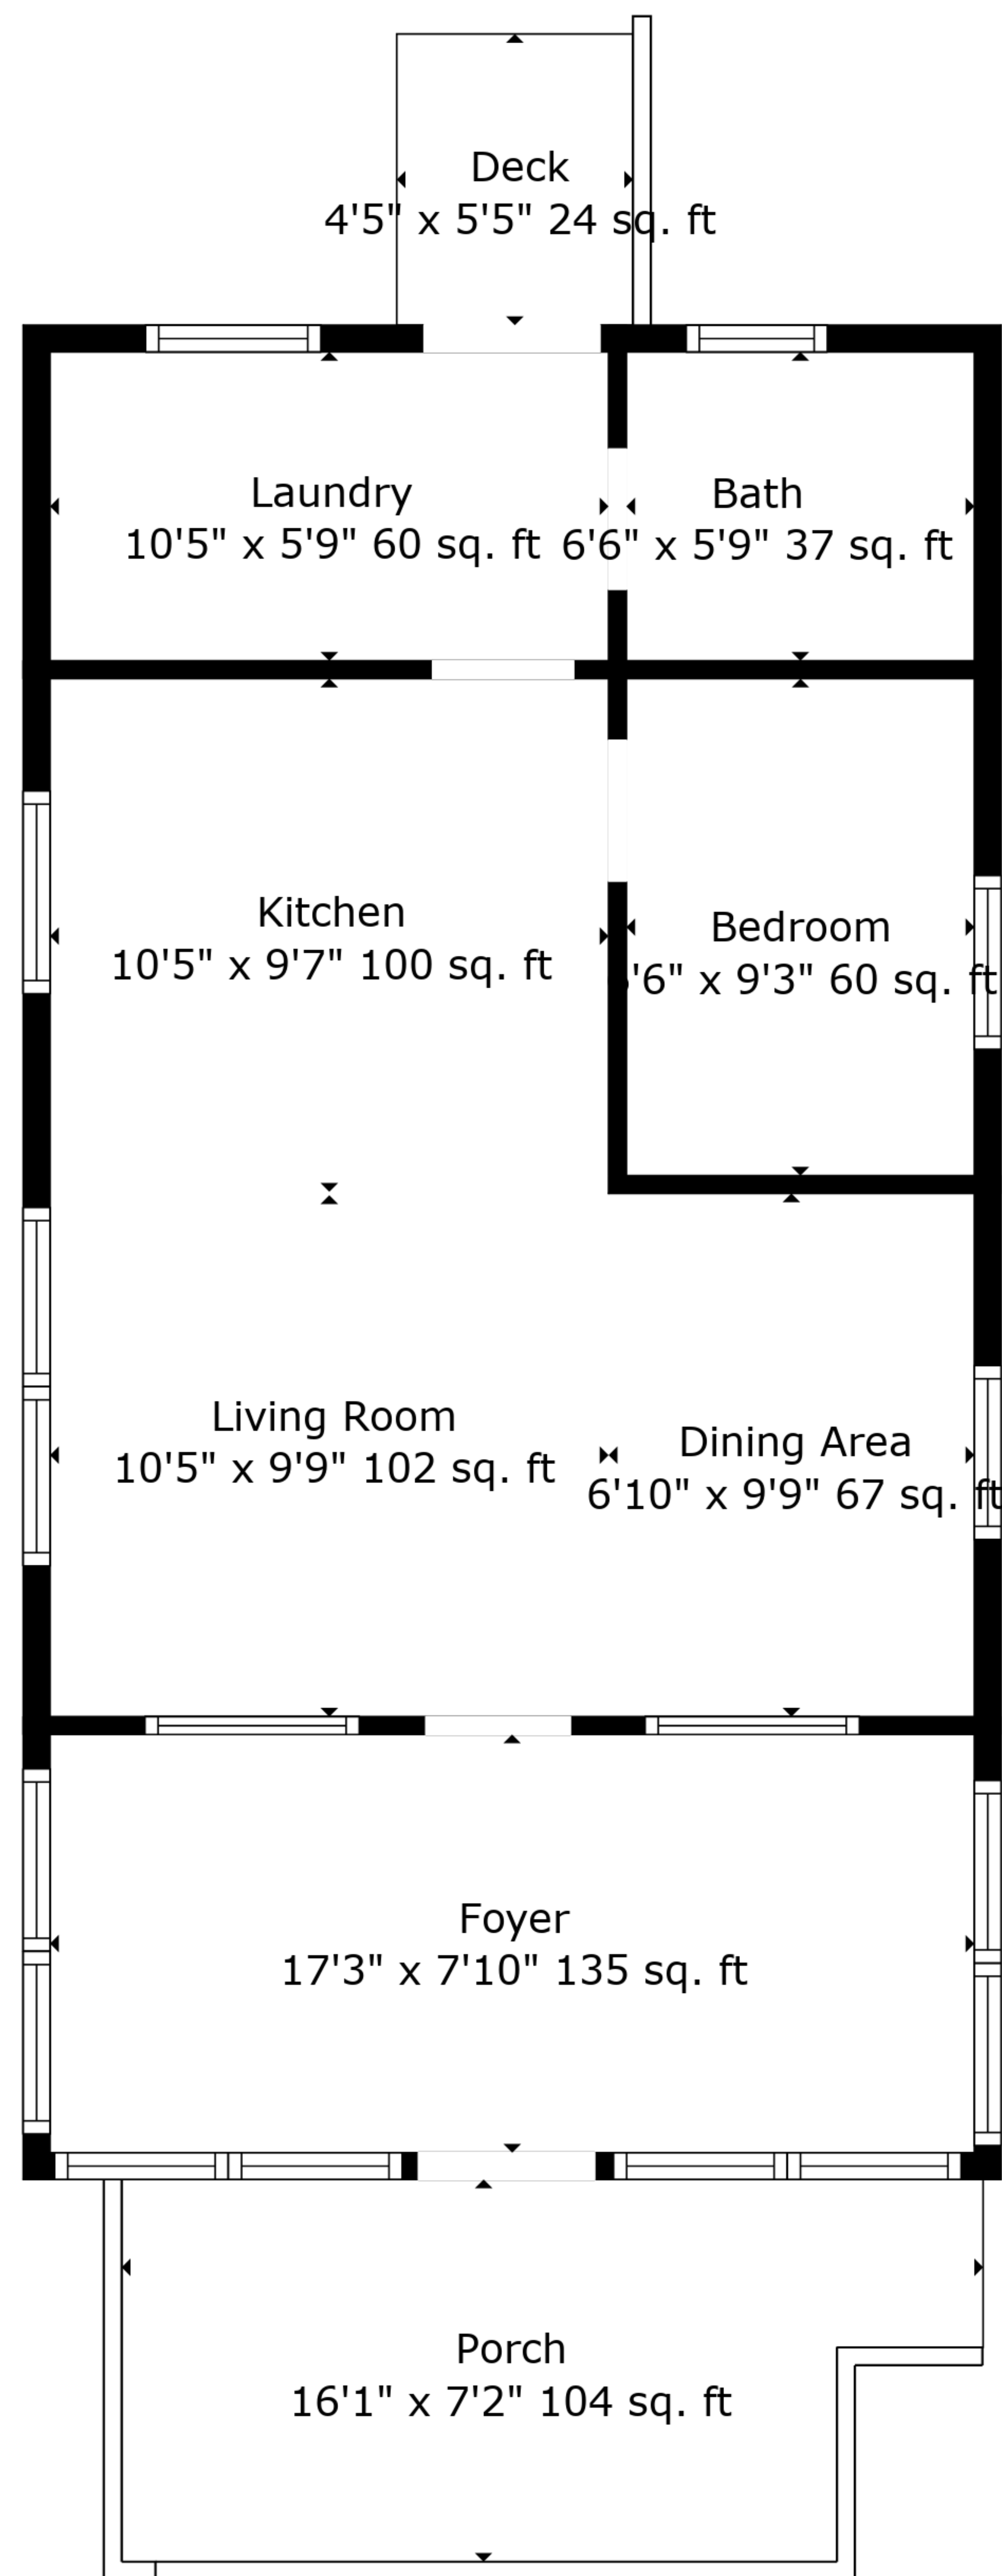 Deck
4'5" x 5'5" 24 sq. ft
Laundry
10'5" x 5'9" 60 sq. ft
Bath
6'6" x 5'9" 37 sq. ft
Kitchen
10'5" x 9'7" 100 sq. ft
Bedroom
'6" x 9'3" 60 sq. ft
Living Room
10'5" x 9'9" 102 sq. ft
Dining Area
6'10" x 9'9" 67 sq. ft
Foyer
17'3" x 7'10" 135 sq. ft
Porch
16'1" x 7'2" 104 sq. ft